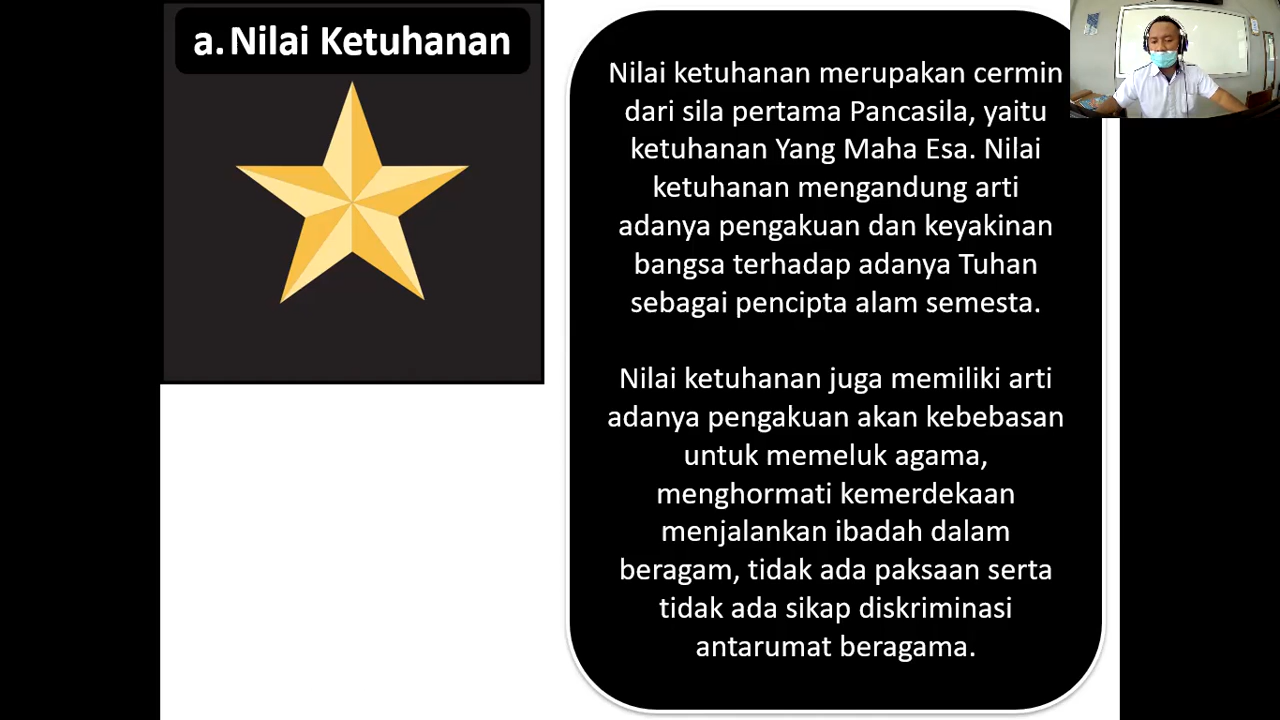 a. Nilai Ketuhanan
Nilai ketuhanan merupakan cermin
dari sila pertama Pancasila, yaitu
ketuhanan Yang Maha Esa. Nilai
ketuhanan mengandung arti
adanya pengakuan dan keyakinan
bangsa terhadap adanya Tuhan
sebagai pencipta alam semesta.
Nilai ketuhanan juga memiliki arti
adanya pengakuan akan kebebasan
untuk memeluk agama,
menghormati kemerdekaan
menjalankan ibadah dalam
beragam, tidak ada paksaan serta
tidak ada sikap diskriminasi
antarumat beragama.